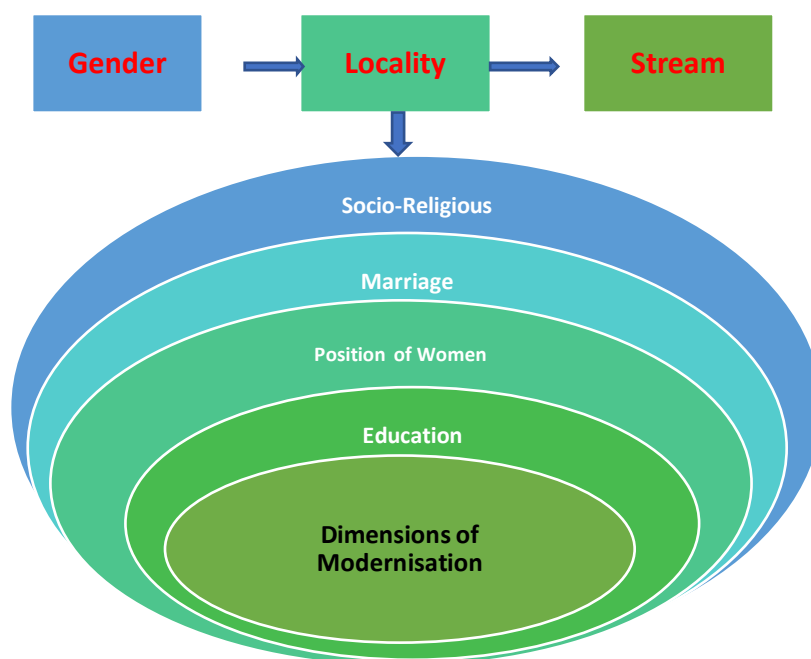 Gender
Locality
Stream
Socio-Religious
Marriage
Position of Women
Education
Dimensions of
Modernisation